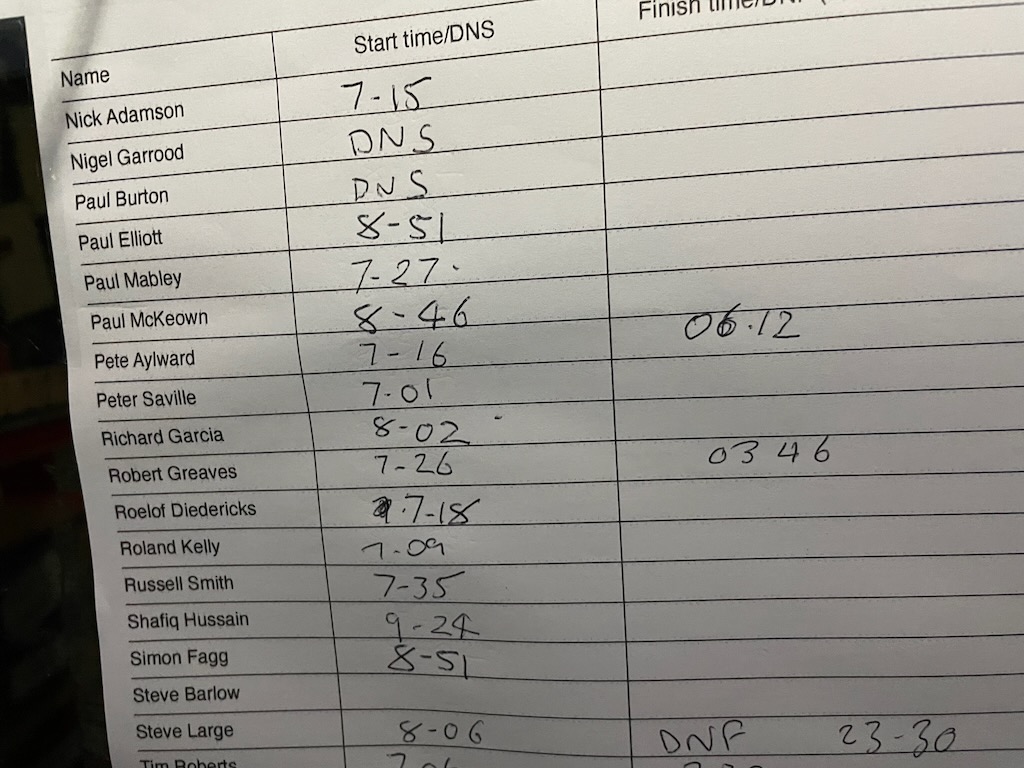 Name Start time/DNS Finish time/DNF (
Nick Adamson 7-15
Nigel Garrood DNS
Paul Burton DNS
Paul Elliott 8-51
Paul Mabley 7-27.
Paul McKeown 8-46 06.12
Pete Aylward 7-16
Peter Saville 7-01
Richard Garcia 8-02 -
Robert Greaves 7-26 03 46
Roelof Diedericks 7-18
Roland Kelly 7-09
Russell Smith 7-35
Shafiq Hussain 9-24
Simon Fagg 8-51
Steve Barlow
Steve Large 8-06 DNF 23-30
Tim Roberts